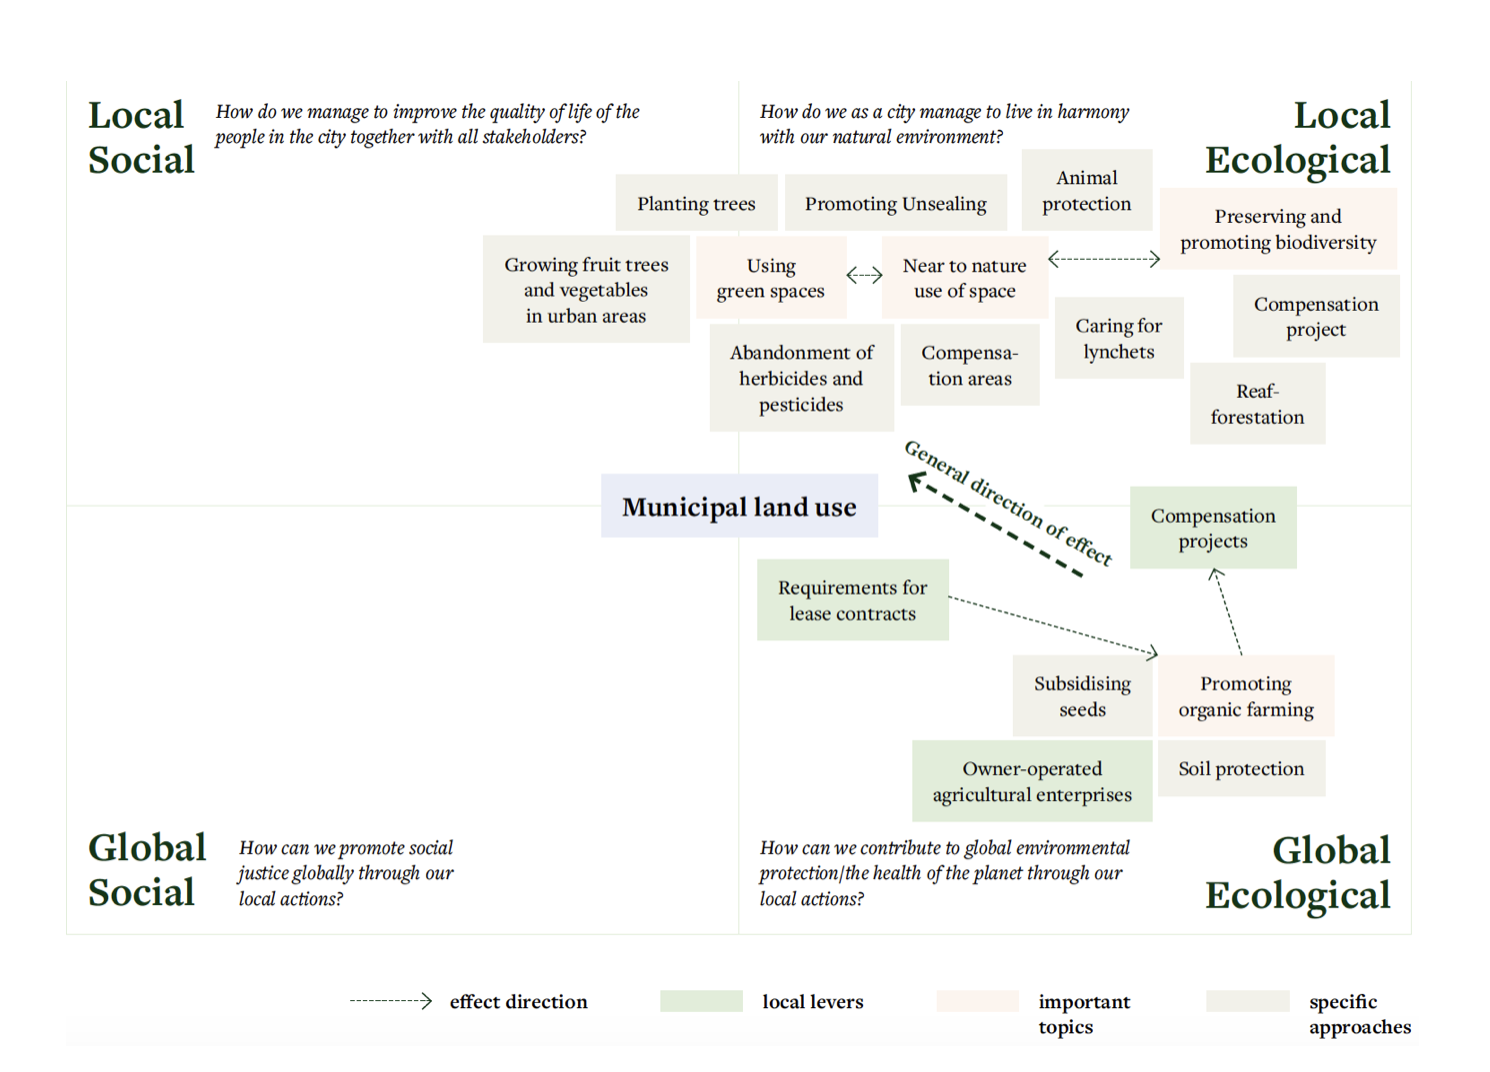 Local
Social
How do we manage to improve the quality of life of the
people in the city together with all stakeholders?
How do we as a city manage to live in harmony
with our natural environment?
Local
Ecological
Planting trees
Promoting Unsealing
Animal
protection
Preserving and
promoting biodiversity
Growing fruit trees
and vegetables
in urban areas
Using
green spaces
Near to nature
use of space
Compensation
project
Abandonment of
herbicides and
pesticides
Compensa-
tion areas
Caring for
lynchets
Reaf-
forestation
General direction of effect
Municipal land use
Compensation
projects
Requirements for
lease contracts
Subsidising
seeds
Promoting
organic farming
Owner-operated
agricultural enterprises
Soil protection
Global
Social
How can we promote social
justice globally through our
local actions?
How can we contribute to global environmental
protection/the health of the planet through our
local actions?
Global
Ecological
effect direction
local levers
important
topics
specific
approaches